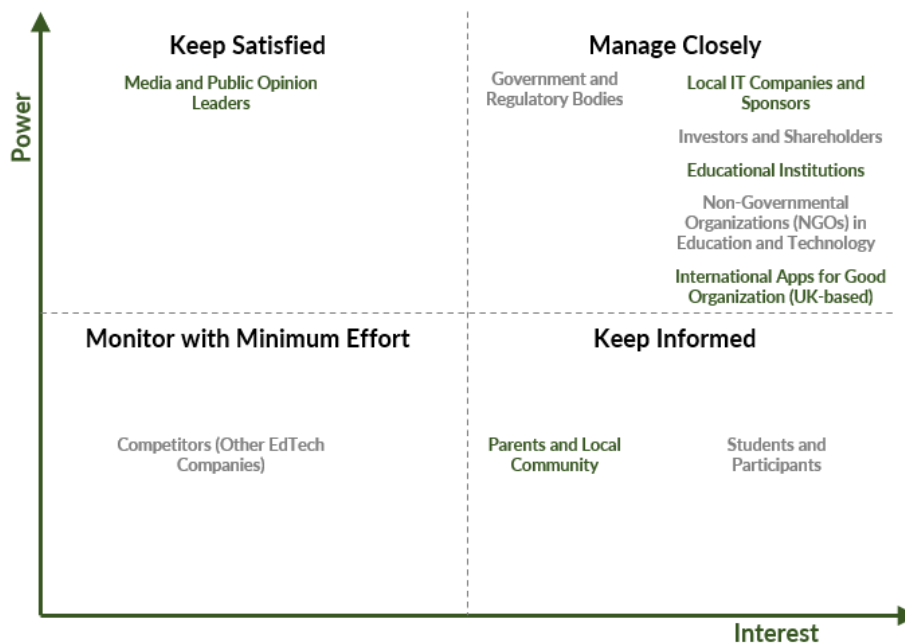 Power
Keep Satisfied
Media and Public Opinion
Leaders
Manage Closely
Government and
Regulatory Bodies
Local IT Companies and
Sponsors
Investors and Shareholders
Educational Institutions
Non-Governmental
Organizations (NGOs) in
Education and Technology
International Apps for Good
Organization (UK-based)
Monitor with Minimum Effort
Competitors (Other EdTech
Companies)
Keep Informed
Parents and Local
Community
Students and
Participants
Interest